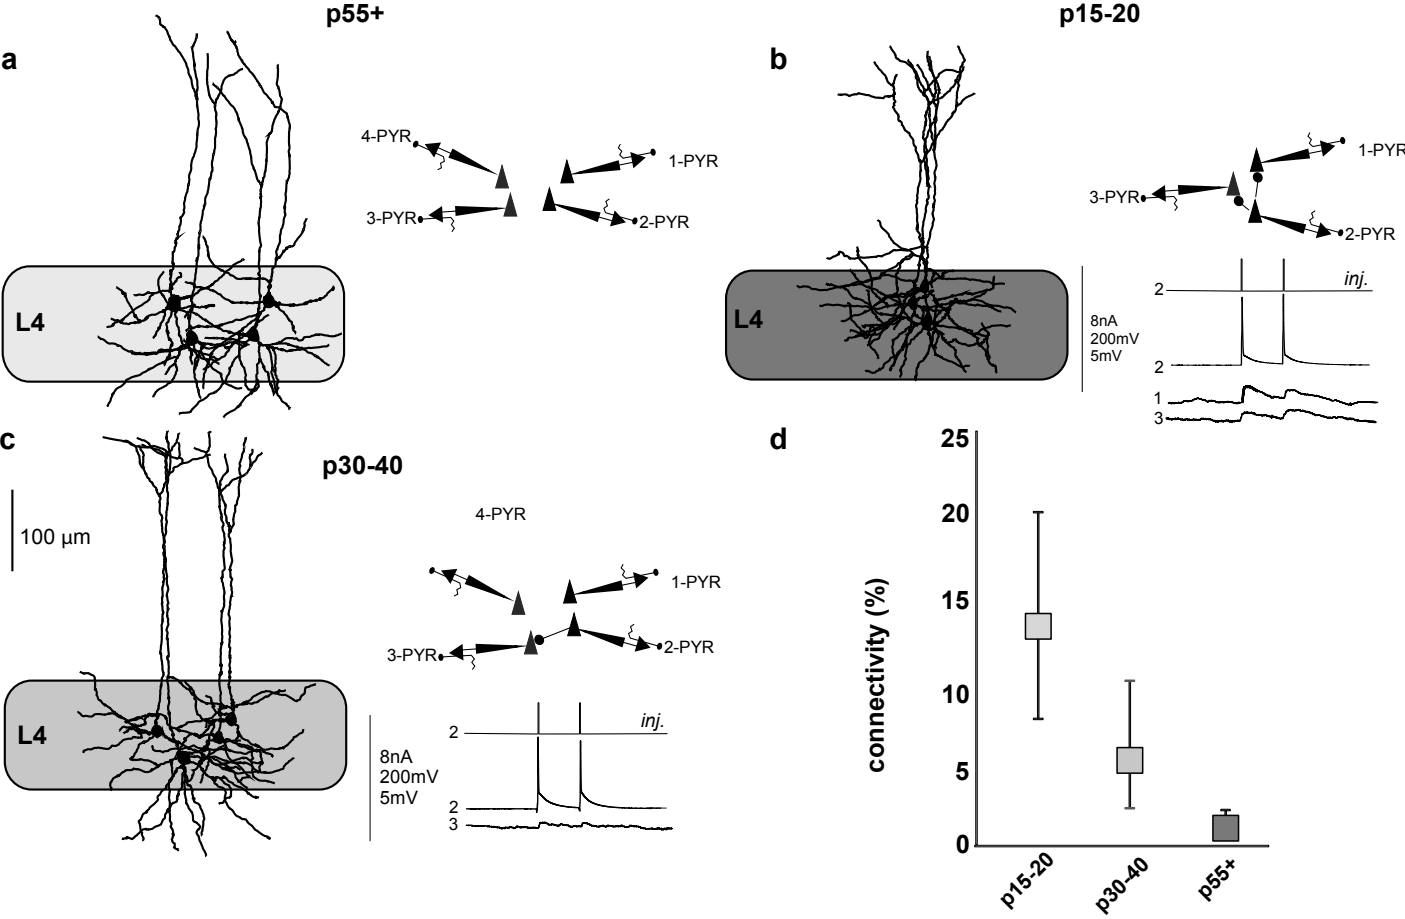 p55+
a
4-PYR
1-PYR
3-PYR
2-PYR
L4
p15-20
b
1-PYR
3-PYR
2-PYR
L4
8nA
200mV
5mV
2
inj.
2
1
3
c
p30-40
100 µm
4-PYR
1-PYR
3-PYR
2-PYR
L4
8nA
200mV
5mV
2
inj.
2
3
d
connectivity (%)
25
20
15
10
5
0
p15-20
p30-40
p55+